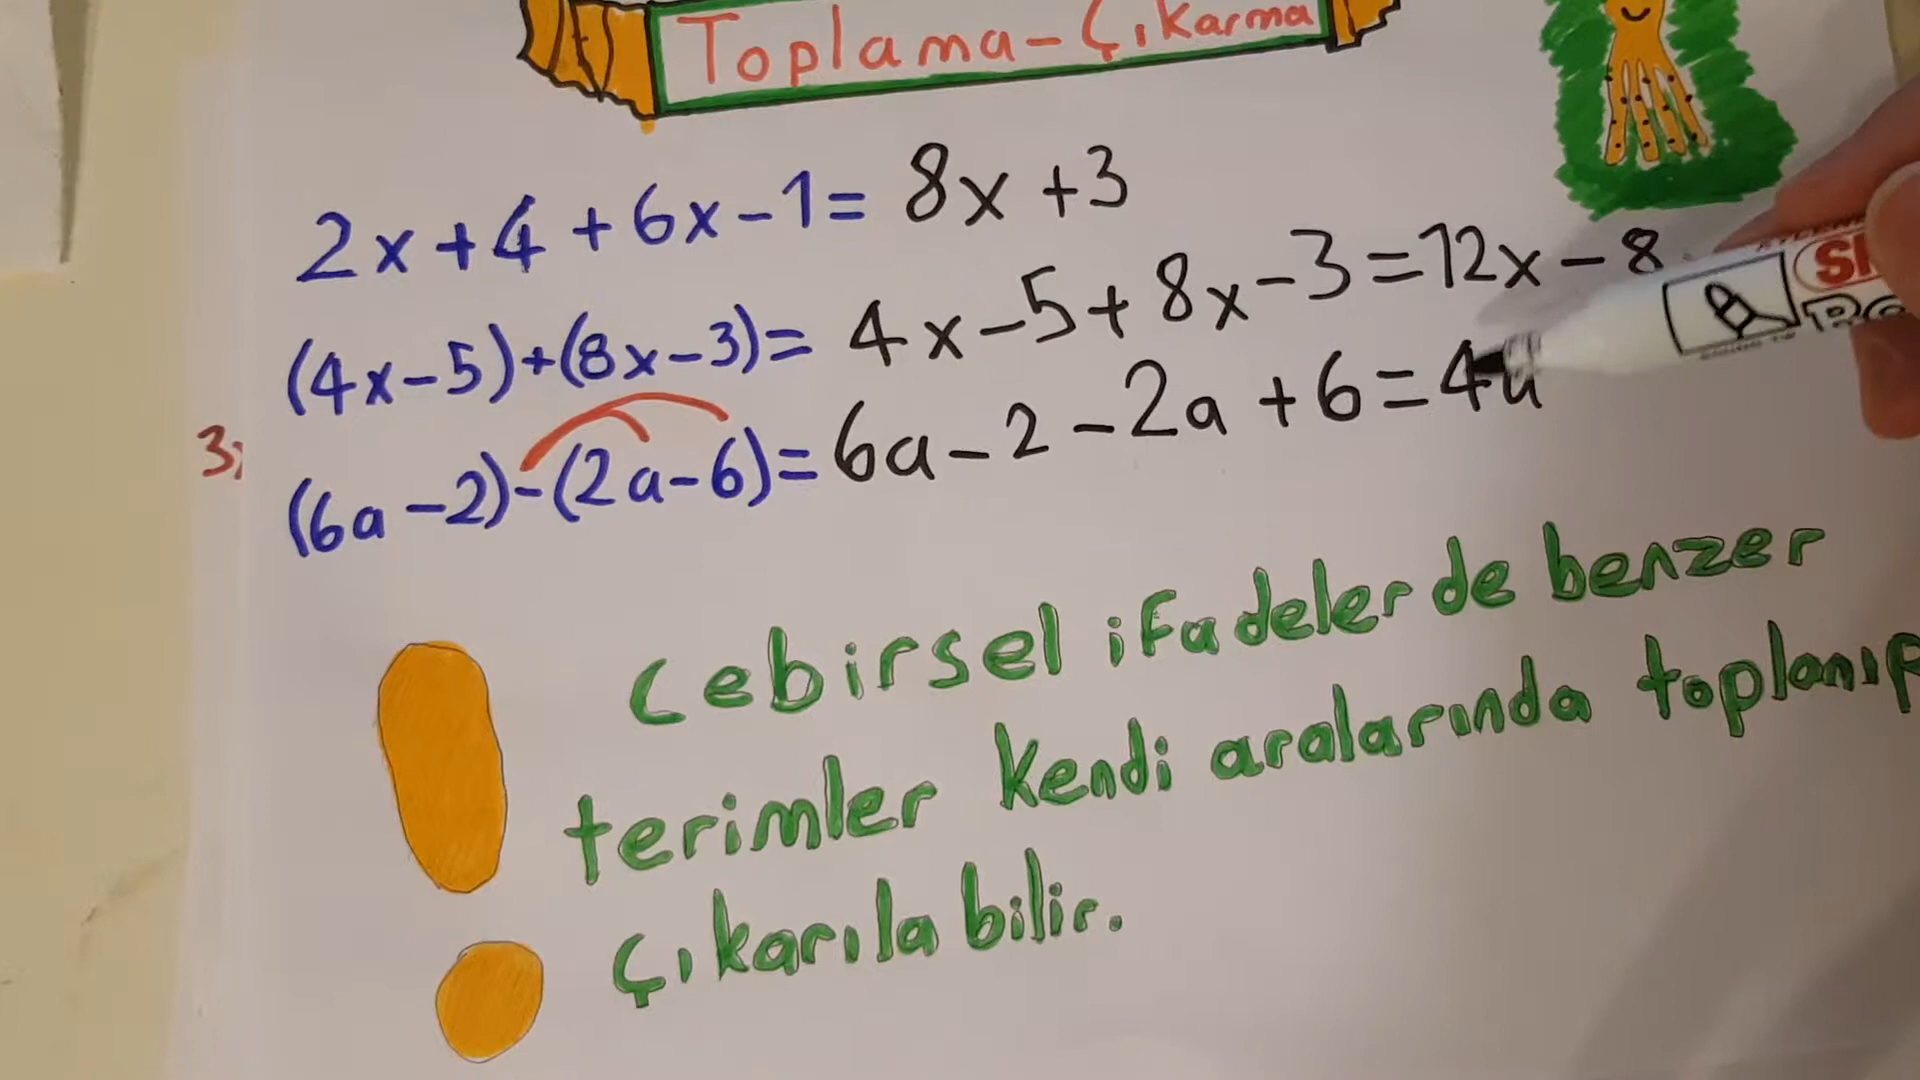 Toplama-Çıkarma
2x+4+6x-1= 8x+3
(4x-5)+(8x-3)= 4x-5+8x-3=12x-8
3;
(6a-2)-(2a-6)= 6a-2-2a+6=4a
Cebirsel ifadelerde benzer
terimler kendi aralarında toplanıp
çıkarılabilir.